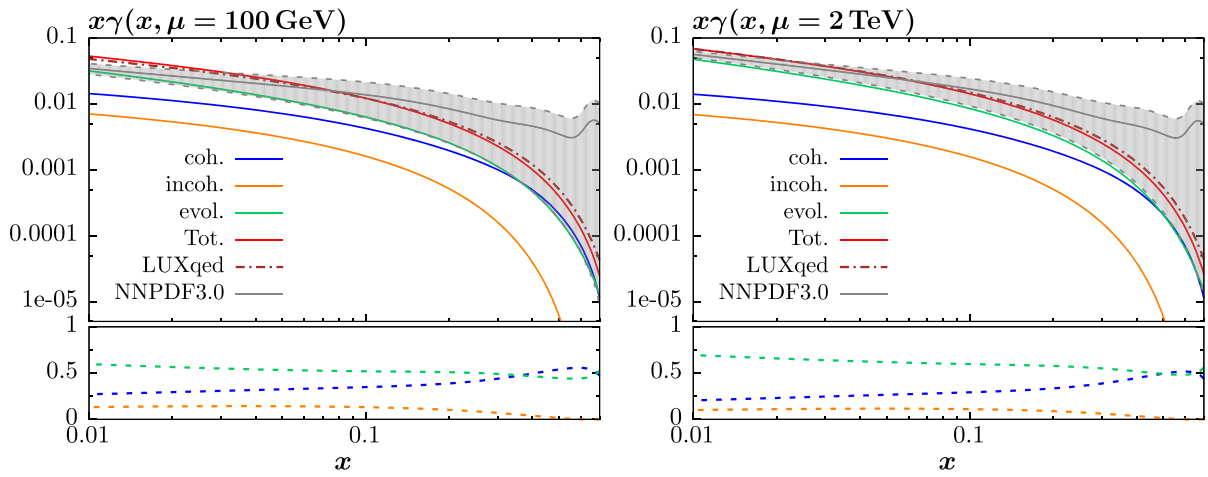 xγ(x, μ = 100 GeV)
0.1
0.01
0.001
0.0001
1e-05
coh.
incoh.
evol.
Tot.
LUXqed
NNPDF3.0
1
0.5
0
0.01
0.1
x
xγ(x, μ = 2 TeV)
0.1
0.01
0.001
0.0001
1e-05
coh.
incoh.
evol.
Tot.
LUXqed
NNPDF3.0
1
0.5
0
0.01
0.1
x